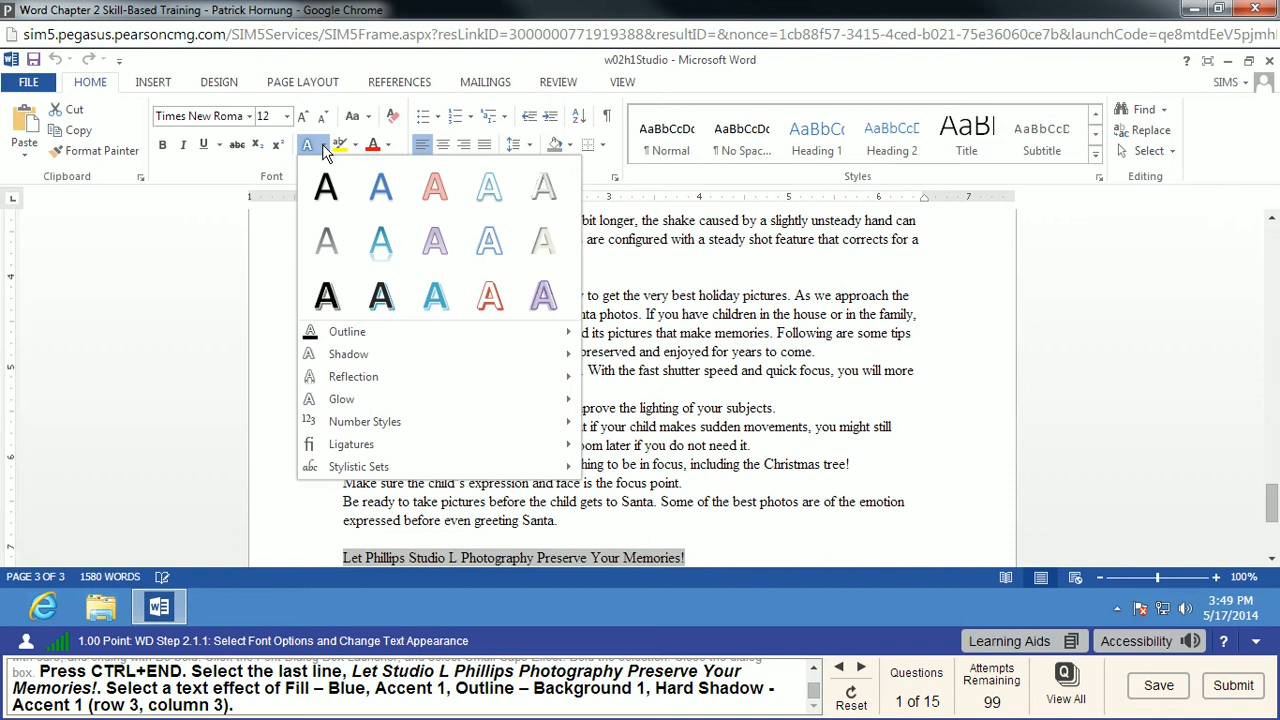 Word Chapter 2 Skill-Based Training - Patrick Hornung - Google Chrome
sim5.pegasus.pearsoncmg.com/SIM5Services/SIM5Frame.aspx?resLinkID=3000000771919388&resultID=&nonce=1cb88f57-3415-4ced-b021-75e36060ce7b&launchCode=qe8mtdEeV5pjmhl
w02h1Studio - Microsoft Word
FILE HOME INSERT DESIGN PAGE LAYOUT REFERENCES MAILINGS REVIEW VIEW SIMS
Paste Cut Copy Format Painter
Clipboard
Times New Roma 12
Font
AaBbCcDc ¶ Normal
AaBbCcDc ¶ No Spac...
AaBbCc Heading 1
AaBbCcDc Heading 2
AaBb( Title
AaBbCcDc Subtitle
Styles
Find
Replace
Select
Editing
Outline
Shadow
Reflection
Glow
Number Styles
Ligatures
Stylistic Sets
1 3 4 5 6 7
bit longer, the shake caused by a slightly unsteady hand can
s are configured with a steady shot feature that corrects for a
y to get the very best holiday pictures. As we approach the
nta photos. If you have children in the house or in the family,
d its pictures that make memories. Following are some tips
preserved and enjoyed for years to come.
With the fast shutter speed and quick focus, you will more
prove the lighting of your subjects.
t if your child makes sudden movements, you might still
oom later if you do not need it.
hing to be in focus, including the Christmas tree!
Make sure the child's expression and face is the focus point.
Be ready to take pictures before the child gets to Santa. Some of the best photos are of the emotion
expressed before even greeting Santa.
Let Phillips Studio L Photography Preserve Your Memories!
PAGE 3 OF 3 1580 WORDS 100%
3:49 PM
5/17/2014
1.00 Point: WD Step 2.1.1: Select Font Options and Change Text Appearance
Learning Aids Accessibility ?
box. Press CTRL+END. Select the last line, Let Studio L Phillips Photography Preserve Your
Memories!. Select a text effect of Fill – Blue, Accent 1, Outline – Background 1, Hard Shadow -
Accent 1 (row 3, column 3).
Reset
Questions
1 of 15
Attempts
Remaining
99
View All
Save
Submit